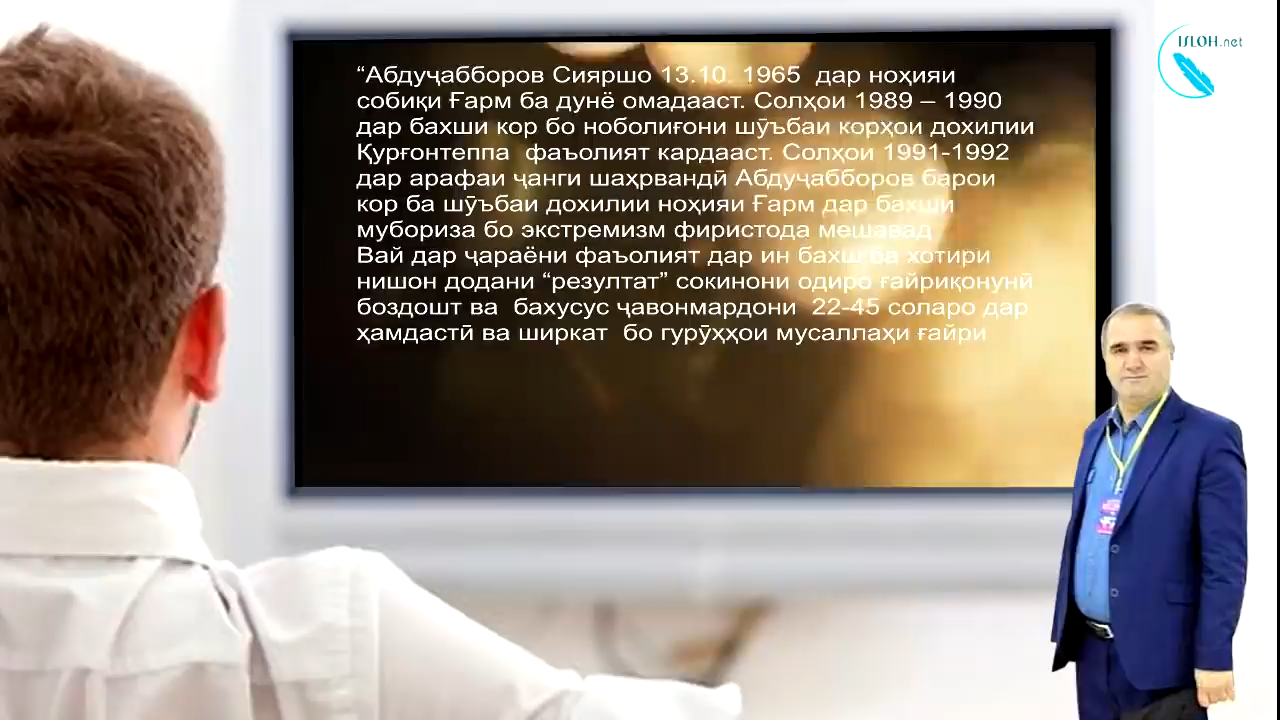 ISLOH.net
“Абдуҷабборов Сияршо 13.10. 1965 дар ноҳияи
собиқи Ғарм ба дунё омадааст. Солҳои 1989 – 1990
дар бахши кор бо ноболиғони шӯъбаи корҳои дохилии
Қурғонтеппа фаъолият кардааст. Солҳои 1991-1992
дар арафаи ҷанги шаҳрвандӣ Абдуҷабборов барои
кор ба шӯъбаи дохилии ноҳияи Ғарм дар бахши
мубориза бо экстремизм фиристода мешавад
Вай дар ҷараёни фаъолият дар ин бахш ба хотири
нишон додани “резултат” сокинони одиро ғайриқонунӣ
боздошт ва бахусус ҷавонмардони 22-45 соларо дар
ҳамдастӣ ва ширкат бо гурӯҳҳои мусаллаҳи ғайри